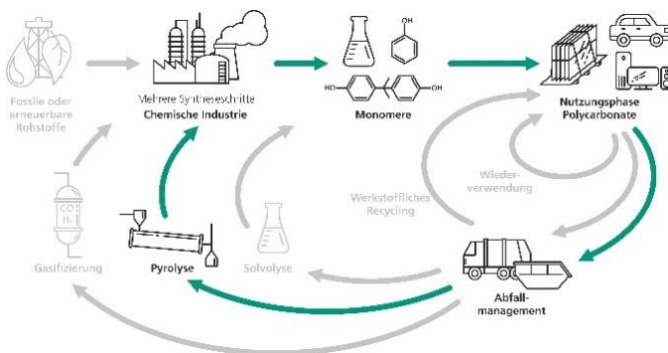 Fossile oder
erneuerbare
Rohstoffe
Mehrere Syntheseschritte
Chemische Industrie
OH
HO
OH
Monomere
Nutzungsphase
Polycarbonate
Wieder-
verwendung
Werkstoffliches
Recycling
CO
H₂
Gasifizierung
Pyrolyse
Solvolyse
Abfall-
management